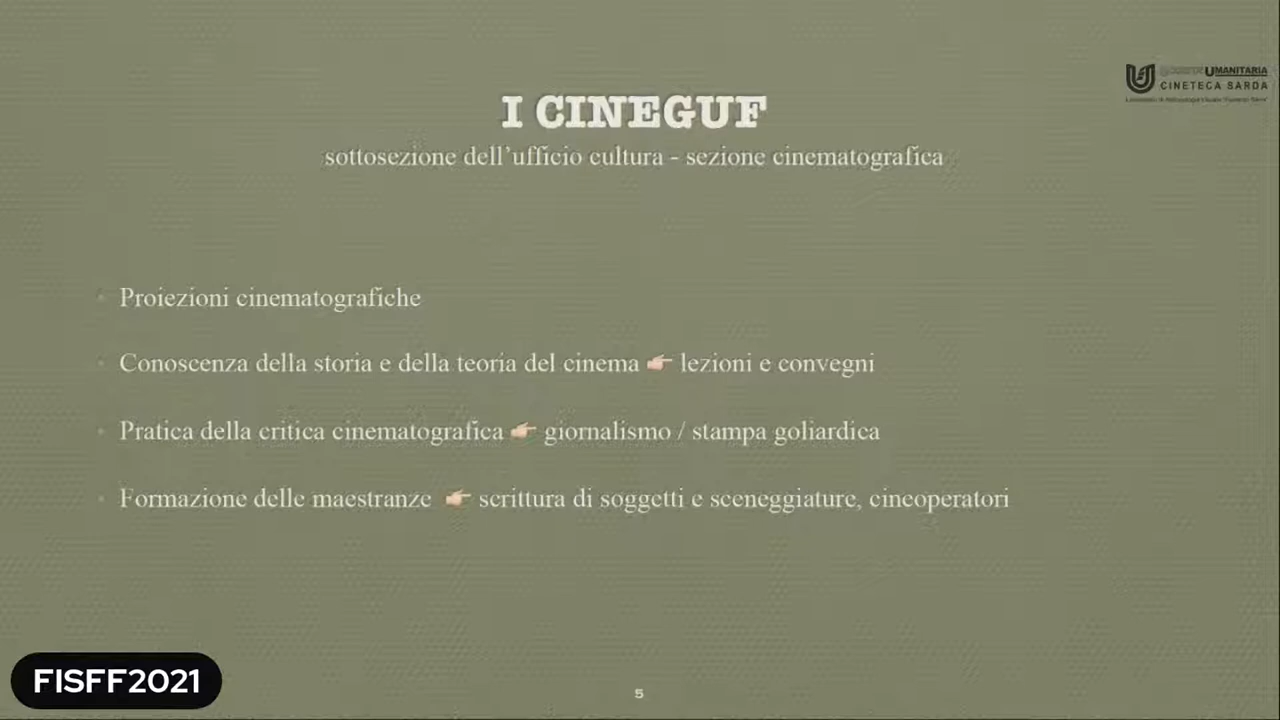 UMANITARIA
CINETECA SARDA
I CINEGUF
sottosezione dell'ufficio cultura - sezione cinematografica
Proiezioni cinematografiche
Conoscenza della storia e della teoria del cinema 👉🏻 lezioni e convegni
Pratica della critica cinematografica 👉🏻 giornalismo / stampa goliardica
Formazione delle maestranze 👉🏻 scrittura di soggetti e sceneggiature, cineoperatori
FISFF2021
5